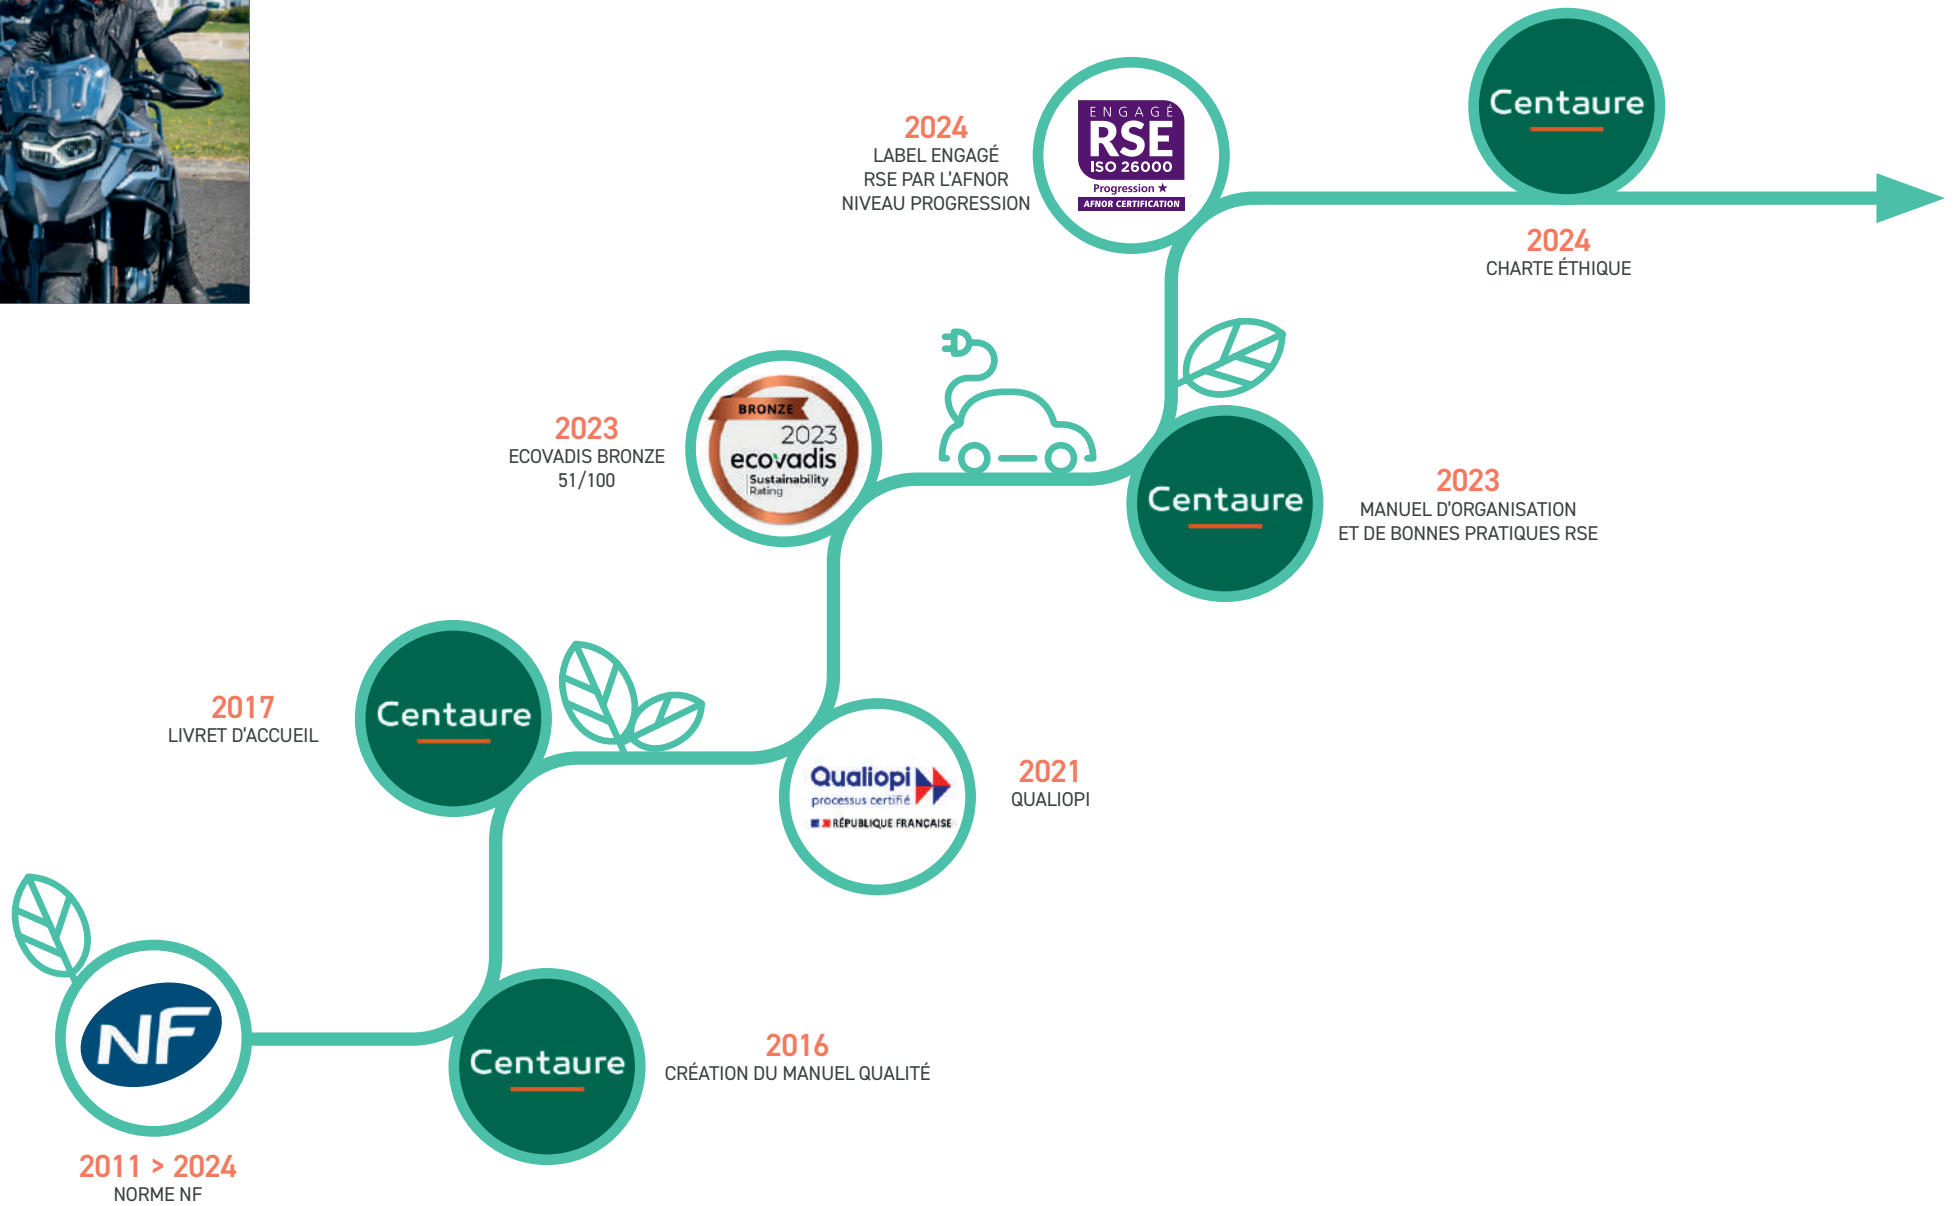 2024
LABEL ENGAGÉ
RSE PAR L'AFNOR
NIVEAU PROGRESSION
ENGAGÉ
RSE
ISO 26000
Progression ★
AFNOR CERTIFICATION
Centaure
2024
CHARTE ÉTHIQUE
2023
ECOVADIS BRONZE
51/100
BRONZE
2023
ecovadis
Sustainability
Rating
Centaure
2023
MANUEL D'ORGANISATION
ET DE BONNES PRATIQUES RSE
2017
LIVRET D'ACCUEIL
Centaure
Qualiopi
processus certifié
RÉPUBLIQUE FRANÇAISE
2021
QUALIOPI
NF
2011 > 2024
NORME NF
Centaure
2016
CRÉATION DU MANUEL QUALITÉ